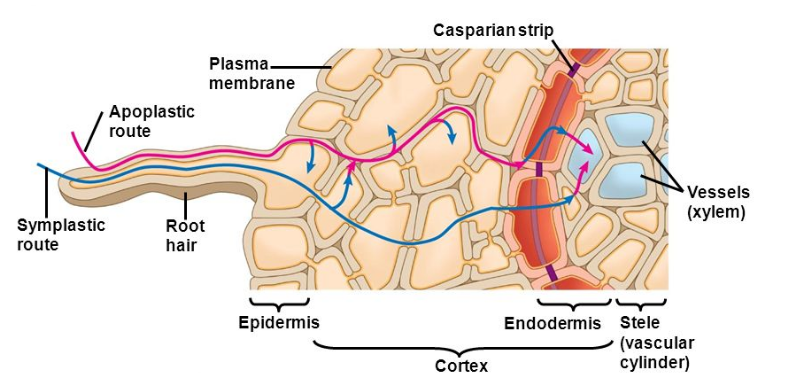 Casparian strip
Plasma
membrane
Apoplastic
route
Symplastic
route
Root
hair
Vessels
(xylem)
Epidermis
Endodermis
Stele
(vascular
cylinder)
Cortex